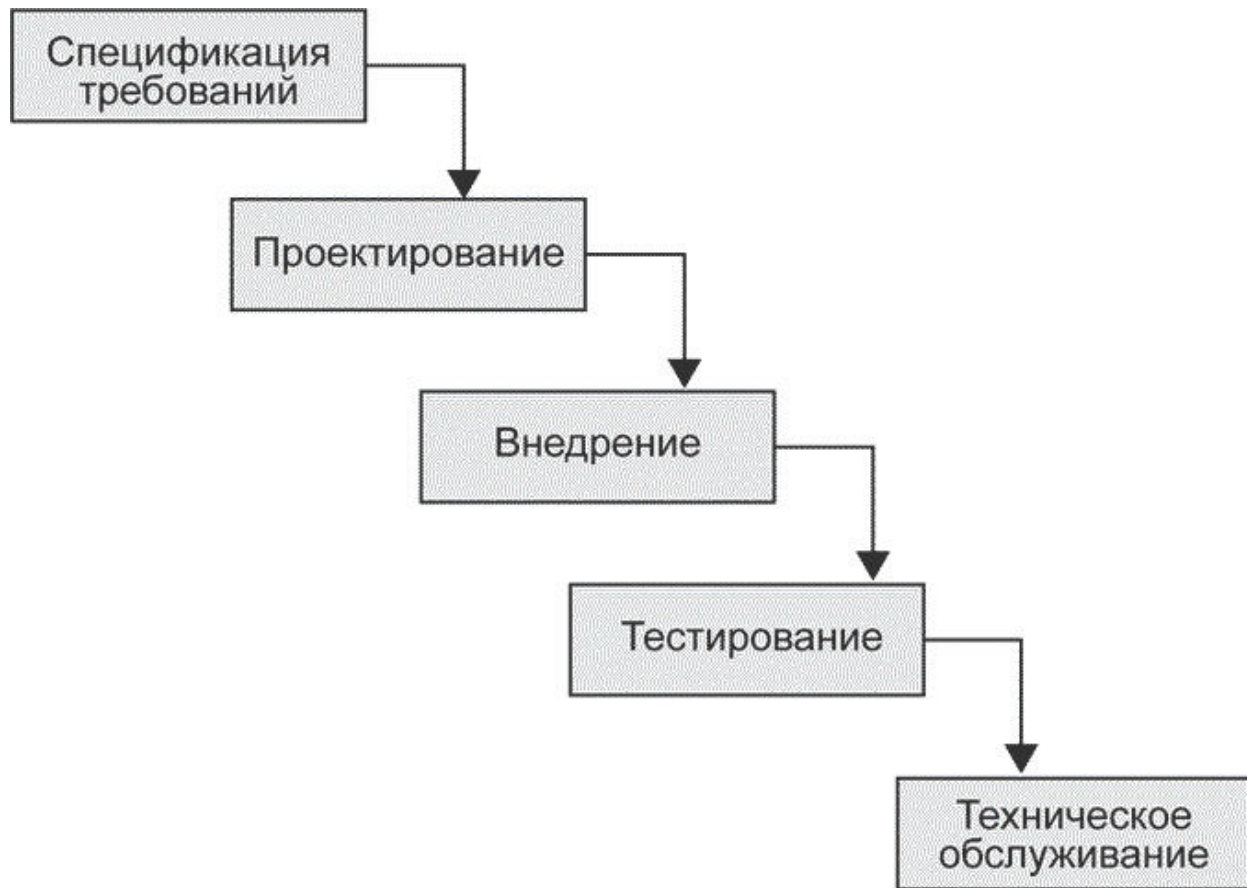 Спецификация
требований
Проектирование
Внедрение
Тестирование
Техническое
обслуживание